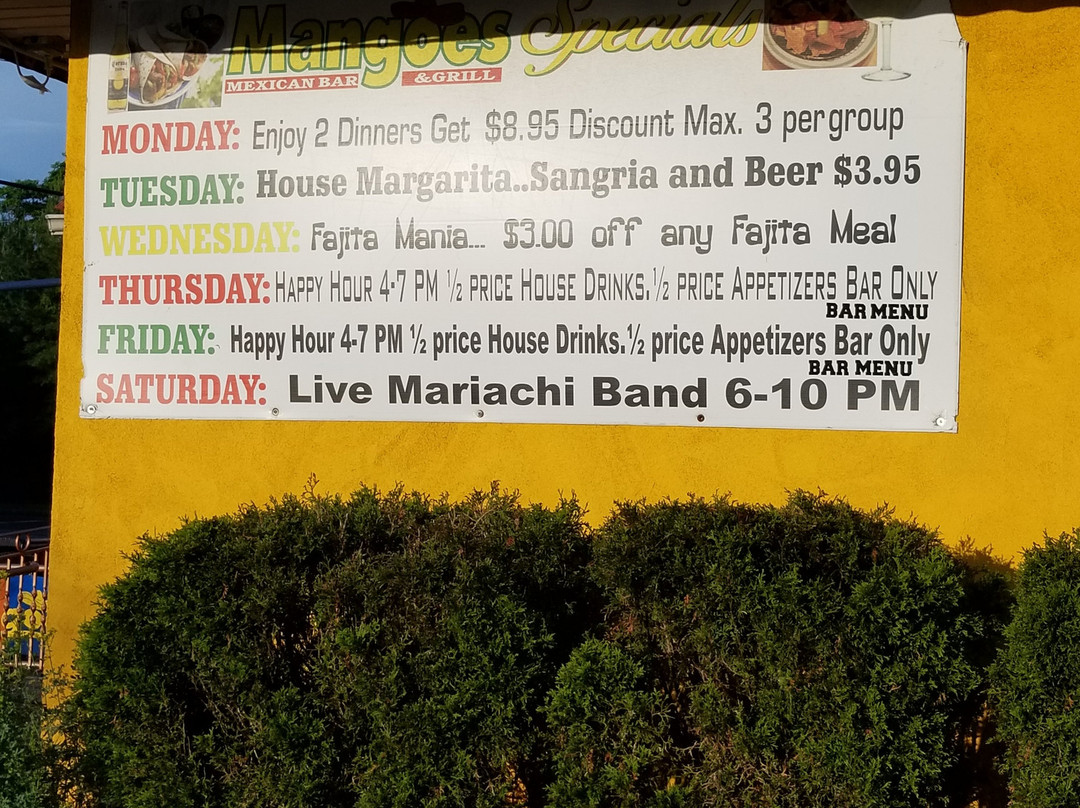 Mangoes Specials
MEXICAN BAR &GRILL
MONDAY: Enjoy 2 Dinners Get $8.95 Discount Max. 3 per group
TUESDAY: House Margarita..Sangria and Beer $3.95
WEDNESDAY: Fajita Mania... $3.00 off any Fajita Meal
THURSDAY: HAPPY HOUR 4-7 PM ½ PRICE HOUSE DRINKS. ½ PRICE APPETIZERS BAR ONLY
BAR MENU
FRIDAY: Happy Hour 4-7 PM ½ price House Drinks.½ price Appetizers Bar Only
BAR MENU
SATURDAY: Live Mariachi Band 6-10 PM